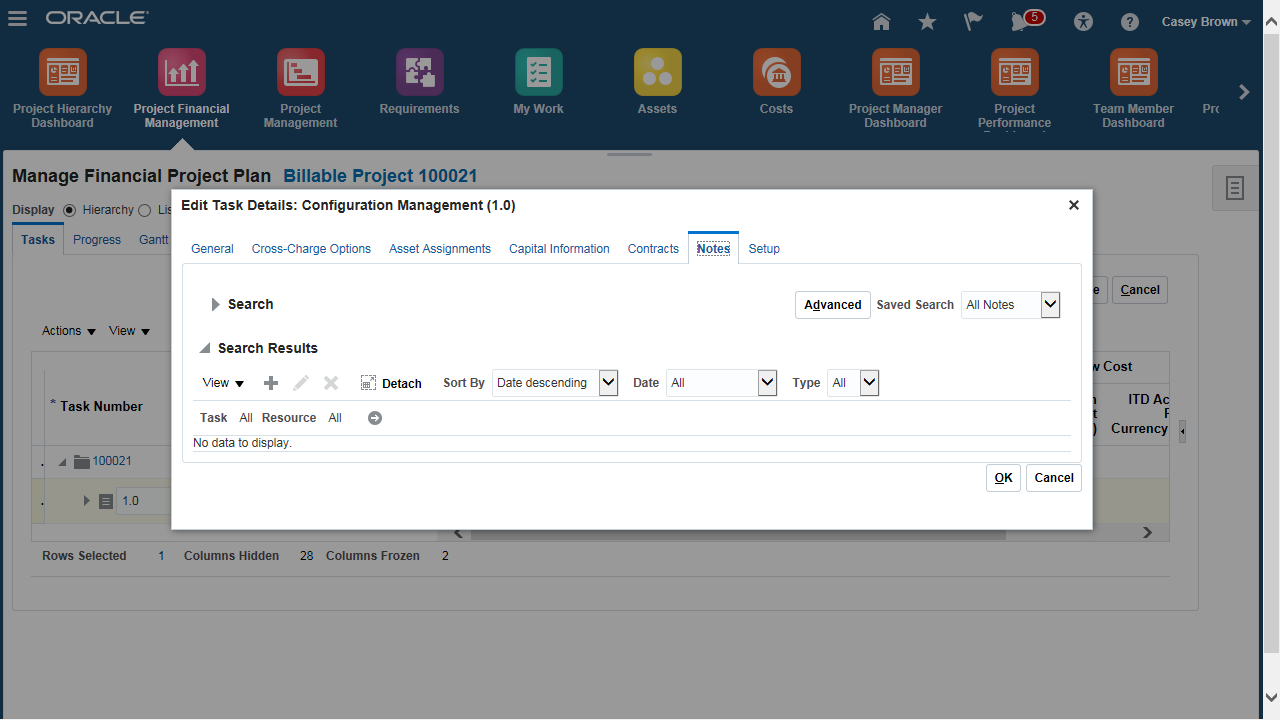 ORACLE
5
Casey Brown
Project Hierarchy Dashboard
Project Financial Management
Project Management
Requirements
My Work
Assets
Costs
Project Manager Dashboard
Project Performance
Team Member Dashboard
Manage Financial Project Plan Billable Project 100021
Display Hierarchy
Tasks Progress Gantt
Cancel
Actions View
* Task Number
Cost
ITD
Currency
100021
1.0
Rows Selected 1 Columns Hidden 28 Columns Frozen 2
Edit Task Details: Configuration Management (1.0)
General Cross-Charge Options Asset Assignments Capital Information Contracts Notes Setup
Search
Advanced Saved Search All Notes
Search Results
View Detach Sort By Date descending Date All Type All
Task All Resource All
No data to display.
OK Cancel